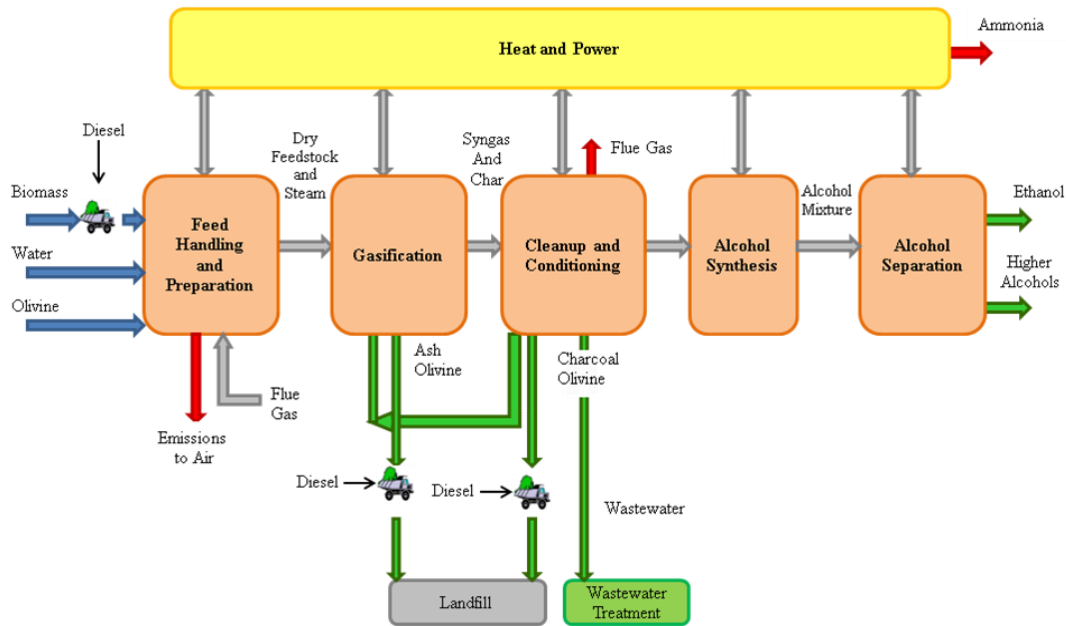 Ammonia
Heat and Power
Diesel
Dry
Feedstock
and
Steam
Syngas
And
Char
Flue Gas
Biomass
Alcohol
Mixture
Ethanol
Feed
Handling
and
Preparation
Gasification
Cleanup and
Conditioning
Alcohol
Synthesis
Alcohol
Separation
Water
Higher
Alcohols
Olivine
Ash
Olivine
Charcoal
Olivine
Flue
Gas
Emissions
to Air
Diesel
Diesel
Wastewater
Landfill
Wastewater
Treatment